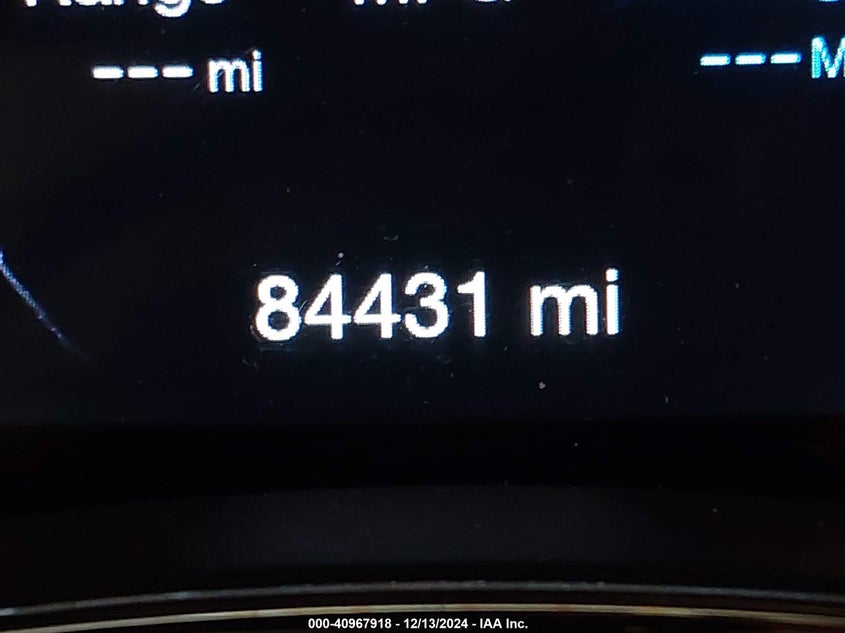 --- mi
--- M
84431 mi
000-40967918 - 12/13/2024 - IAA Inc.